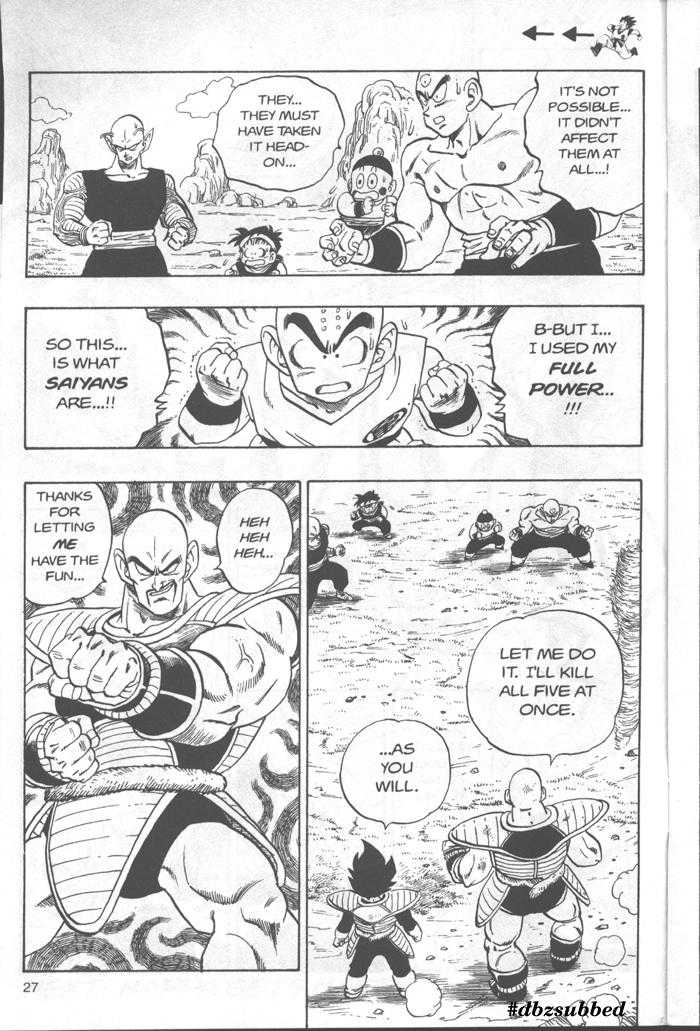 IT'S NOT
POSSIBLE...
IT DIDN'T
AFFECT
THEM AT
ALL...!
THEY...
THEY MUST
HAVE TAKEN
IT HEAD-
ON...
B-BUT I...
I USED MY
FULL
POWER...
!!!
SO THIS...
IS WHAT
SAIYANS
ARE...!!
LET ME DO
IT. I'LL KILL
ALL FIVE AT
ONCE.
...AS
YOU
WILL.
HEH
HEH
HEH...
THANKS
FOR
LETTING
ME
HAVE THE
FUN...
27
#dbzsubbed